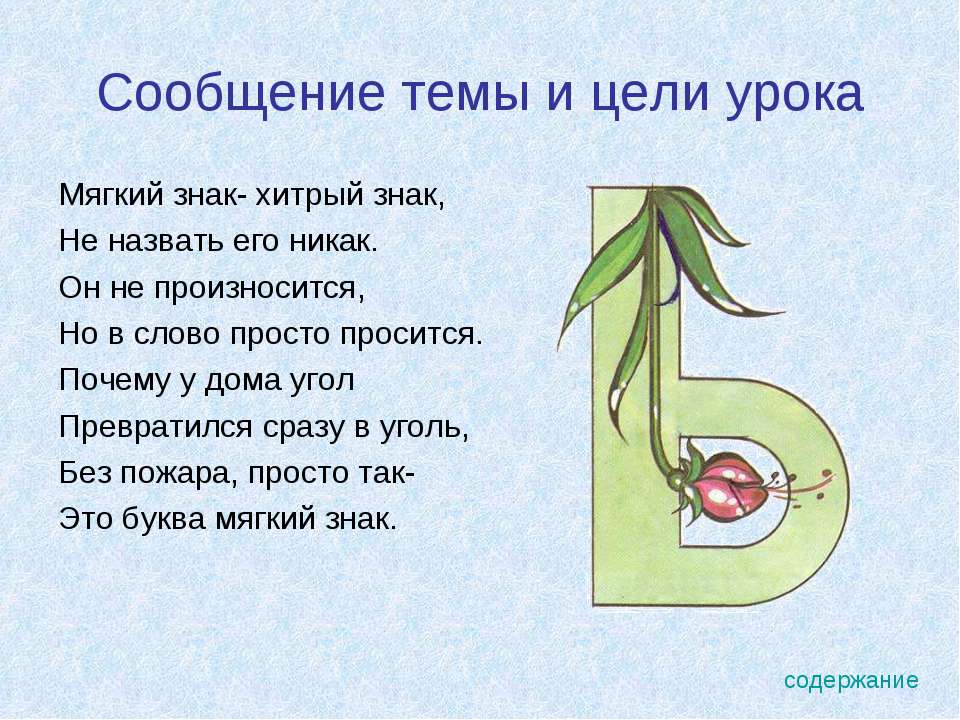 Сообщение темы и цели урока
Мягкий знак- хитрый знак,
Не назвать его никак.
Он не произносится,
Но в слово просто просится.
Почему у дома угол
Превратился сразу в уголь,
Без пожара, просто так-
Это буква мягкий знак.
Ь
содержание